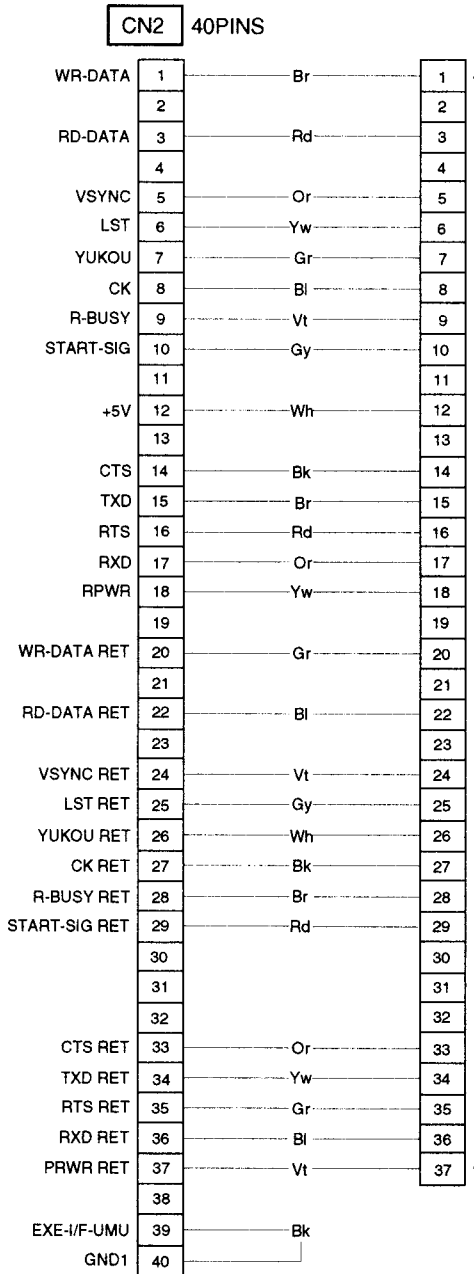 CN2 40PINS
WR-DATA 1 Br 1
2 2
RD-DATA 3 Rd 3
4 4
VSYNC 5 Or 5
LST 6 Yw 6
YUKOU 7 Gr 7
CK 8 Bl 8
R-BUSY 9 Vt 9
START-SIG 10 Gy 10
11 11
+5V 12 Wh 12
13 13
CTS 14 Bk 14
TXD 15 Br 15
RTS 16 Rd 16
RXD 17 Or 17
RPWR 18 Yw 18
19 19
WR-DATA RET 20 Gr 20
21 21
RD-DATA RET 22 Bl 22
23 23
VSYNC RET 24 Vt 24
LST RET 25 Gy 25
YUKOU RET 26 Wh 26
CK RET 27 Bk 27
R-BUSY RET 28 Br 28
START-SIG RET 29 Rd 29
30 30
31 31
32 32
CTS RET 33 Or 33
TXD RET 34 Yw 34
RTS RET 35 Gr 35
RXD RET 36 Bl 36
PRWR RET 37 Vt 37
38
EXE-I/F-UMU 39 Bk
GND1 40